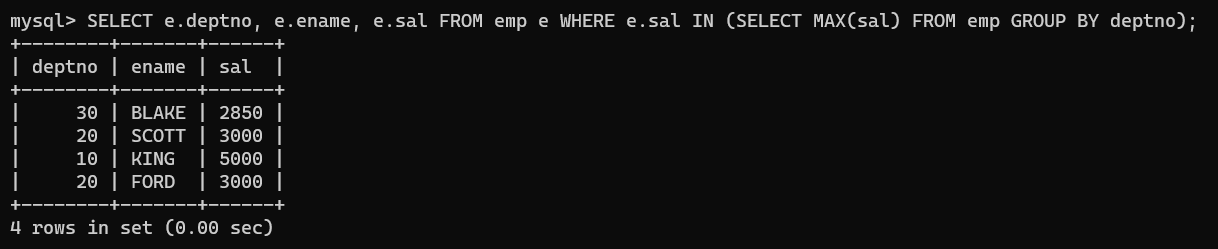 mysql> SELECT e.deptno, e.ename, e.sal FROM emp e WHERE e.sal IN (SELECT MAX(sal) FROM emp GROUP BY deptno);
+--------+-------+------+
| deptno | ename | sal  |
+--------+-------+------+
|     30 | BLAKE | 2850 |
|     20 | SCOTT | 3000 |
|     10 | KING  | 5000 |
|     20 | FORD  | 3000 |
+--------+-------+------+
4 rows in set (0.00 sec)